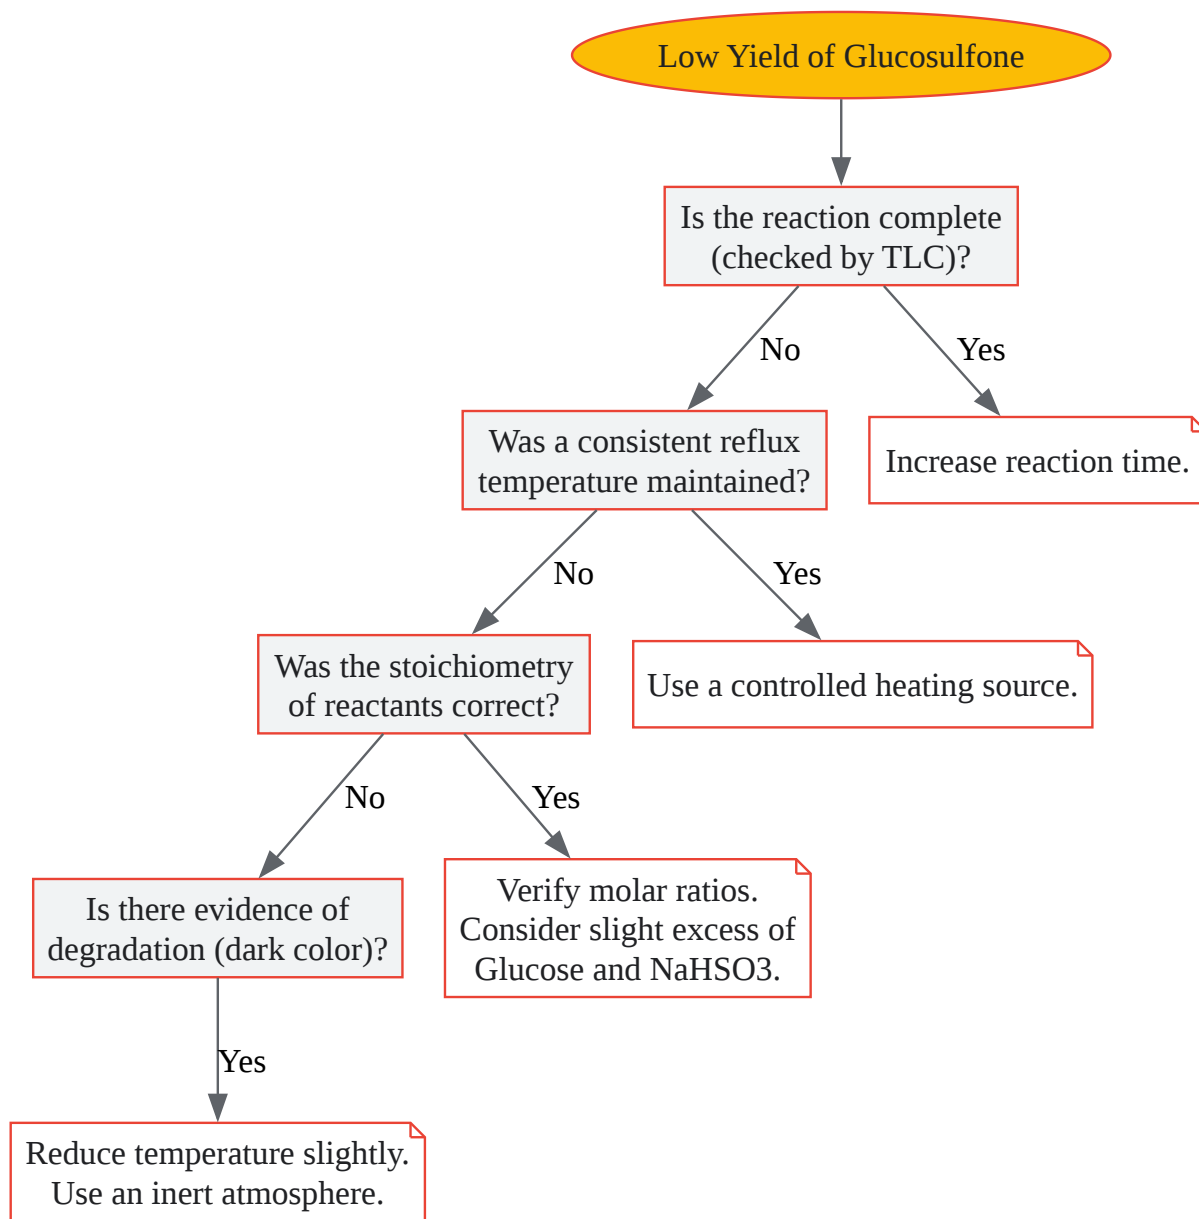 Low Yield of Glucosulfone
Is the reaction complete
(checked by TLC)?
No
Yes
Was a consistent reflux
temperature maintained?
Increase reaction time.
No
Yes
Was the stoichiometry
of reactants correct?
Use a controlled heating source.
No
Yes
Is there evidence of
degradation (dark color)?
Verify molar ratios.
Consider slight excess of
Glucose and NaHSO3.
Yes
Reduce temperature slightly.
Use an inert atmosphere.